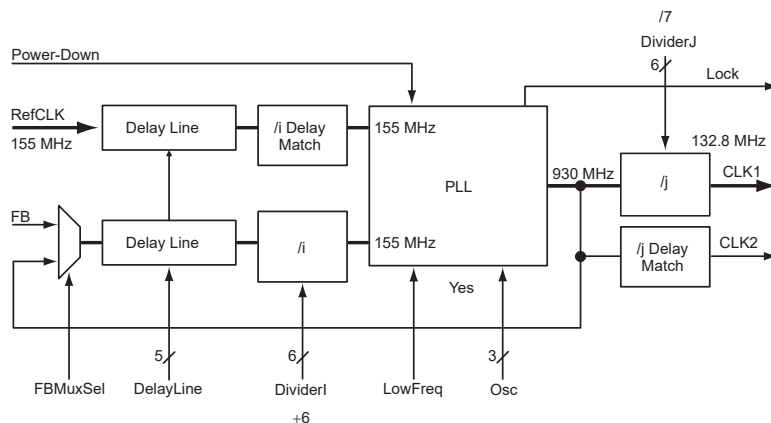 /7
DividerJ
6
Power-Down
Lock
RefCLK
155 MHz
Delay Line
/i Delay
Match
155 MHz
PLL
930 MHz
/j
132.8 MHz
CLK1
FB
Delay Line
/i
155 MHz
/j Delay
Match
CLK2
Yes
5
6
3
FBMuxSel
DelayLine
DividerI
LowFreq
Osc
+6